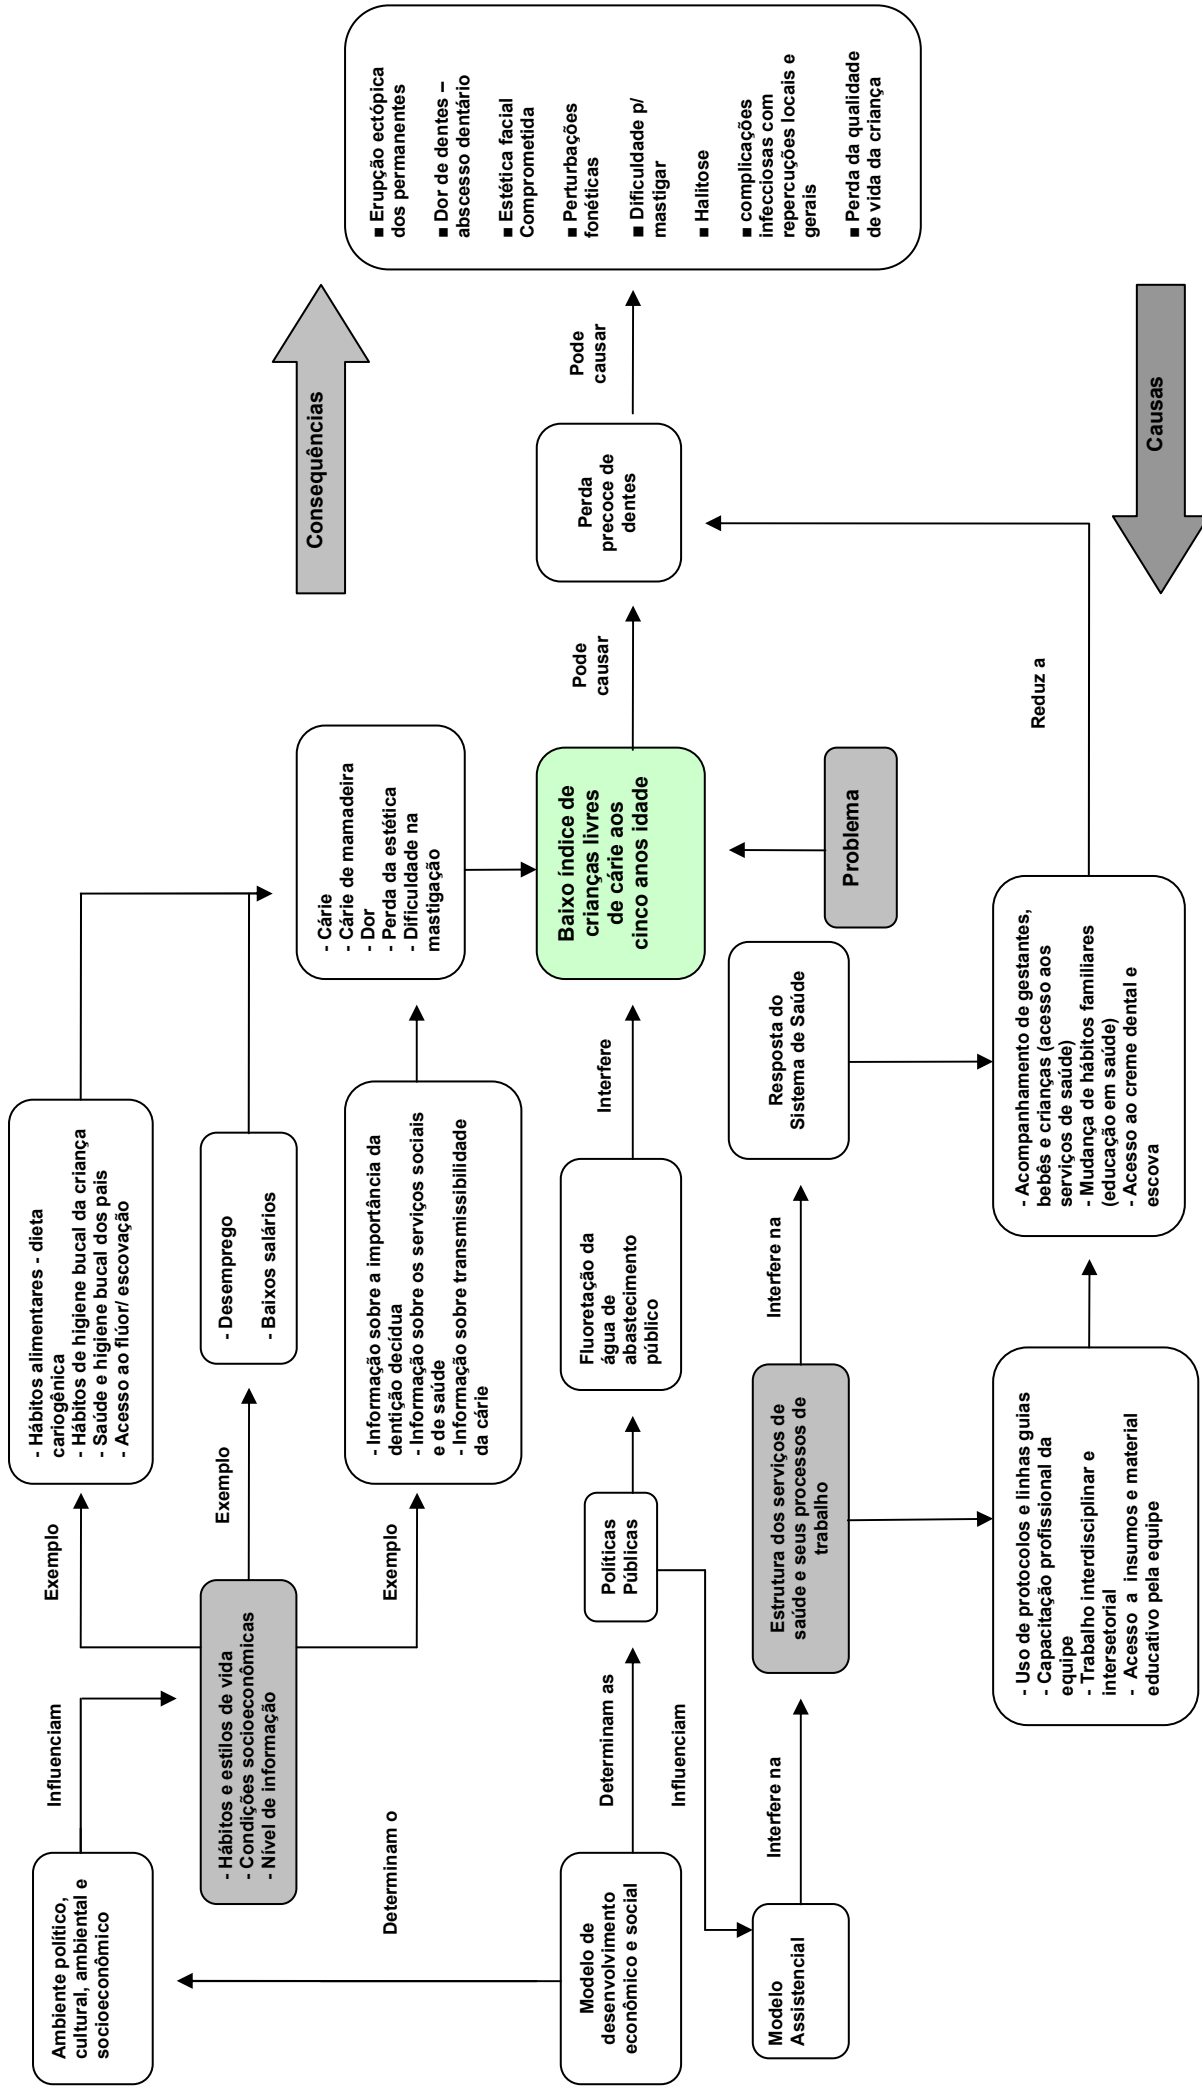 Ambiente político,
cultural, ambiental e
socioeconômico
Influenciam
- Hábitos e estilos de vida
- Condições socioeconômicas
- Nível de informação
Exemplo
- Hábitos alimentares - dieta
cariogênica
- Hábitos de higiene bucal da criança
- Saúde e higiene bucal dos pais
- Acesso ao flúor/ escovação
Exemplo
- Desemprego
- Baixos salários
Exemplo
- Informação sobre a importância da
dentição decídua
- Informação sobre os serviços sociais
e de saúde
- Informação sobre transmissibilidade
da cárie
- Cárie
- Cárie de mamadeira
- Dor
- Perda da estética
- Dificuldade na
mastigação
Consequências
Determinam o
Modelo de
desenvolvimento
econômico e social
Determinam as
Políticas
Públicas
Influenciam
Fluoretação da
água de
abastecimento
público
Interfere
Baixo índice de
crianças livres
de cárie aos
cinco anos idade
Pode
causar
Perda
precoce de
dentes
Pode
causar
■ Erupção ectópica
dos permanentes
■ Dor de dentes –
abscesso dentário
■ Estética facial
Comprometida
■ Perturbações
fonéticas
■ Dificuldade p/
mastigar
■ Halitose
■ complicações
infecciosas com
repercuções locais e
gerais
■ Perda da qualidade
de vida da criança
Modelo
Assistencial
Interfere na
Estrutura dos serviços de
saúde e seus processos de
trabalho
Interfere na
Resposta do
Sistema de Saúde
Problema
- Uso de protocolos e linhas guias
- Capacitação profissional da
equipe
- Trabalho interdisciplinar e
intersetorial
- Acesso a insumos e material
educativo pela equipe
- Acompanhamento de gestantes,
bebês e crianças (acesso aos
serviços de saúde)
- Mudança de hábitos familiares
(educação em saúde)
- Acesso ao creme dental e
escova
Reduz a
Causas